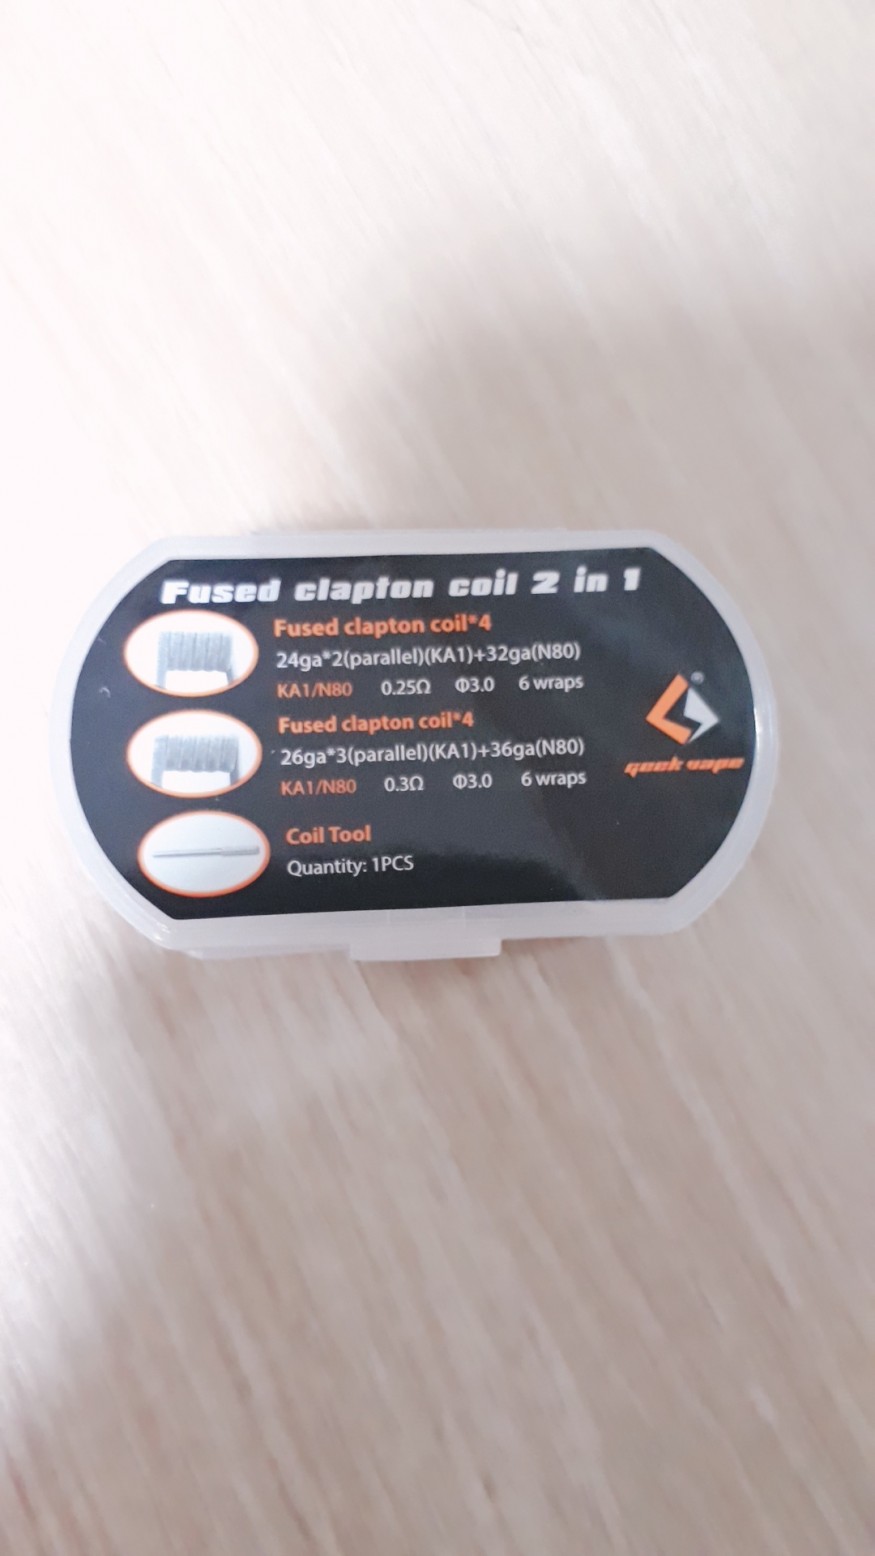 Fused clapton coil 2 in 1
Fused clapton coil*4
24ga*2(parallel)(KA1)+32ga(N80)
KA1/N80 0.25Ω Φ3.0 6 wraps
Fused clapton coil*4
26ga*3(parallel)(KA1)+36ga(N80)
KA1/N80 0.3Ω Φ3.0 6 wraps
Coil Tool
Quantity: 1PCS
®
geek vape